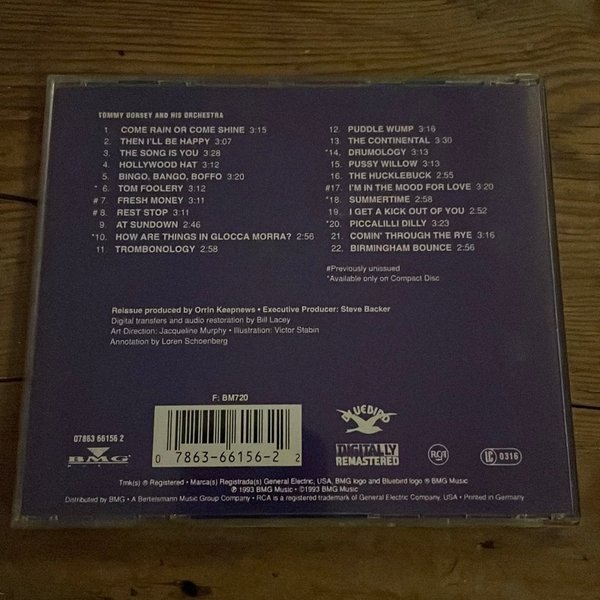 TOMMY DORSEY AND HIS ORCHESTRA
1. COME RAIN OR COME SHINE 3:15
2. THEN I'LL BE HAPPY 3:07
3. THE SONG IS YOU 3:28
4. HOLLYWOOD HAT 3:12
5. BINGO, BANGO, BOFFO 3:20
* 6. TOM FOOLERY 3:12
# 7. FRESH MONEY 3:11
# 8. REST STOP 3:11
9. AT SUNDOWN 2:46
*10. HOW ARE THINGS IN GLOCCA MORRA? 2:56
11. TROMBONOLOGY 2:58
12. PUDDLE WUMP 3:16
13. THE CONTINENTAL 3:30
*14. DRUMOLOGY 3:13
15. PUSSY WILLOW 3:13
16. THE HUCKLEBUCK 2:55
#17. I'M IN THE MOOD FOR LOVE 3:20
*18. SUMMERTIME 2:58
19. I GET A KICK OUT OF YOU 2:52
*20. PICCALILLI DILLY 3:23
21. COMIN' THROUGH THE RYE 3:16
22. BIRMINGHAM BOUNCE 2:56
#Previously unissued
*Available only on Compact Disc
Reissue produced by Orrin Keepnews • Executive Producer: Steve Backer
Digital transfers and audio restoration by Bill Lacey
Art Direction: Jacqueline Murphy • Illustration: Victor Stabin
Annotation by Loren Schoenberg
F: BM720
07863 66156 2
BMG
0 7863-66156-2 2
BLUEBIRD
DIGITALLY
REMASTERED
RCA
LC 0316
Tmk(s) ® Registered • Marca(s) Registrada(s) General Electric, USA, BMG logo and Bluebird logo ® BMG Music
℗ 1993 BMG Music • ©1993 BMG Music
Distributed by BMG • A Bertelsmann Music Group Company • RCA is a registered trademark of General Electric Company, USA • Printed in Germany